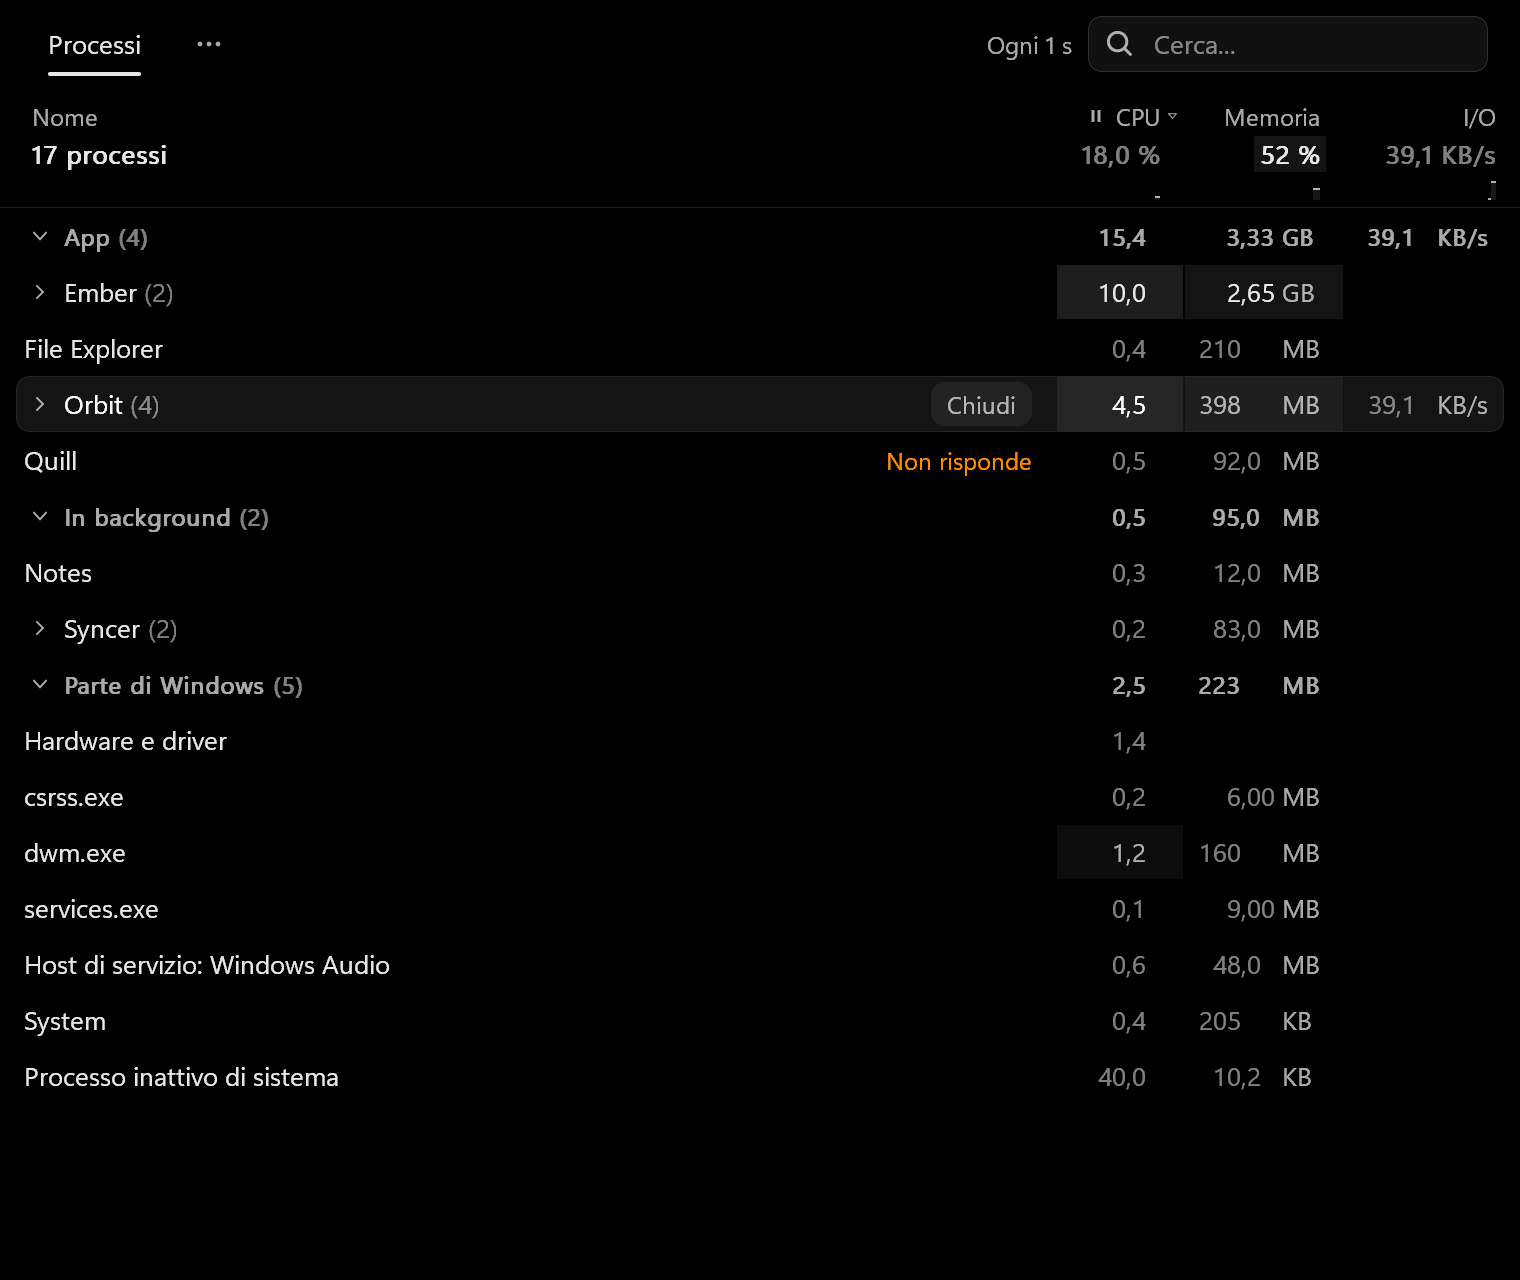 Processi ··· Ogni 1 s Cerca...
Nome CPU Memoria I/O
17 processi 18,0 % 52 % 39,1 KB/s
App (4) 15,4 3,33 GB 39,1 KB/s
Ember (2) 10,0 2,65 GB
File Explorer 0,4 210 MB
Orbit (4) Chiudi 4,5 398 MB 39,1 KB/s
Quill Non risponde 0,5 92,0 MB
In background (2) 0,5 95,0 MB
Notes 0,3 12,0 MB
Syncer (2) 0,2 83,0 MB
Parte di Windows (5) 2,5 223 MB
Hardware e driver 1,4
csrss.exe 0,2 6,00 MB
dwm.exe 1,2 160 MB
services.exe 0,1 9,00 MB
Host di servizio: Windows Audio 0,6 48,0 MB
System 0,4 205 KB
Processo inattivo di sistema 40,0 10,2 KB